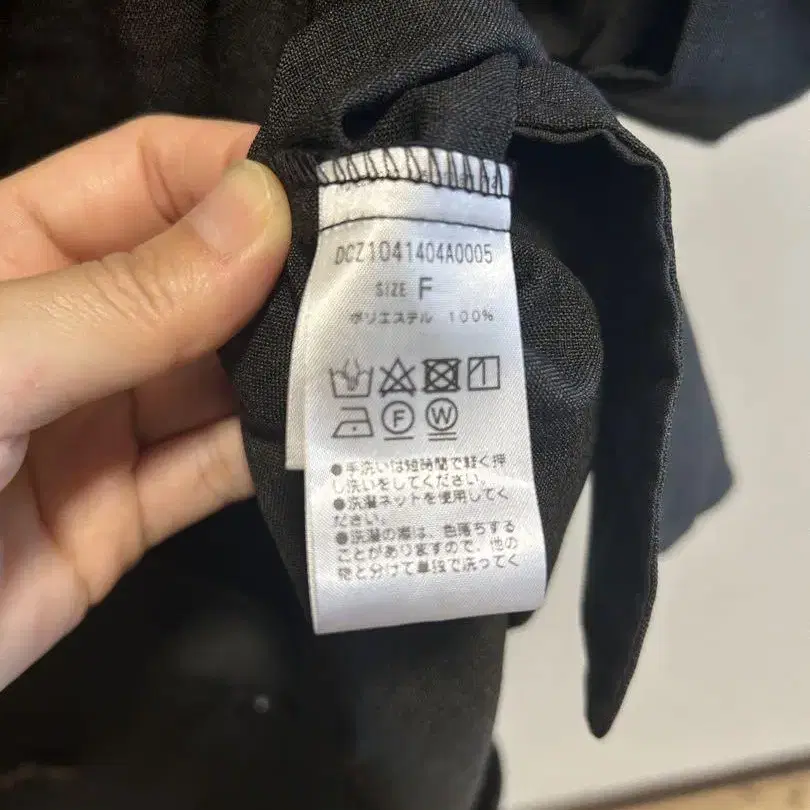 DCZ1041404A0005
SIZE F
ポリエステル 100%
F W
●手洗いは短時間で軽く押
し洗いをしてください。
●洗濯ネットを使用してく
ださい。
●洗濯の際は、色落ちする
ことがありますので、他の
物と分けて単独で洗ってく